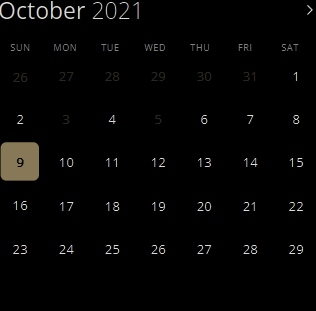 October 2021
SUN MON TUE WED THU FRI SAT
26 27 28 29 30 31 1
2 3 4 5 6 7 8
9 10 11 12 13 14 15
16 17 18 19 20 21 22
23 24 25 26 27 28 29